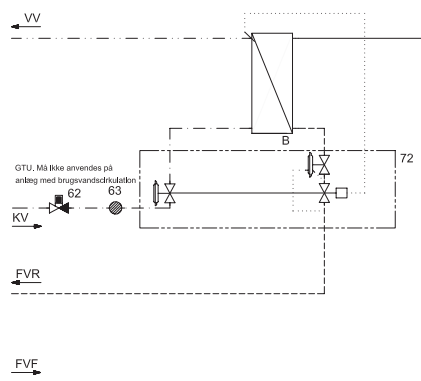 VV
B
72
GTU. Må Ikke anvendes på
anlæg med brugsvandscirkulation
62
63
KV
FVR
FVF